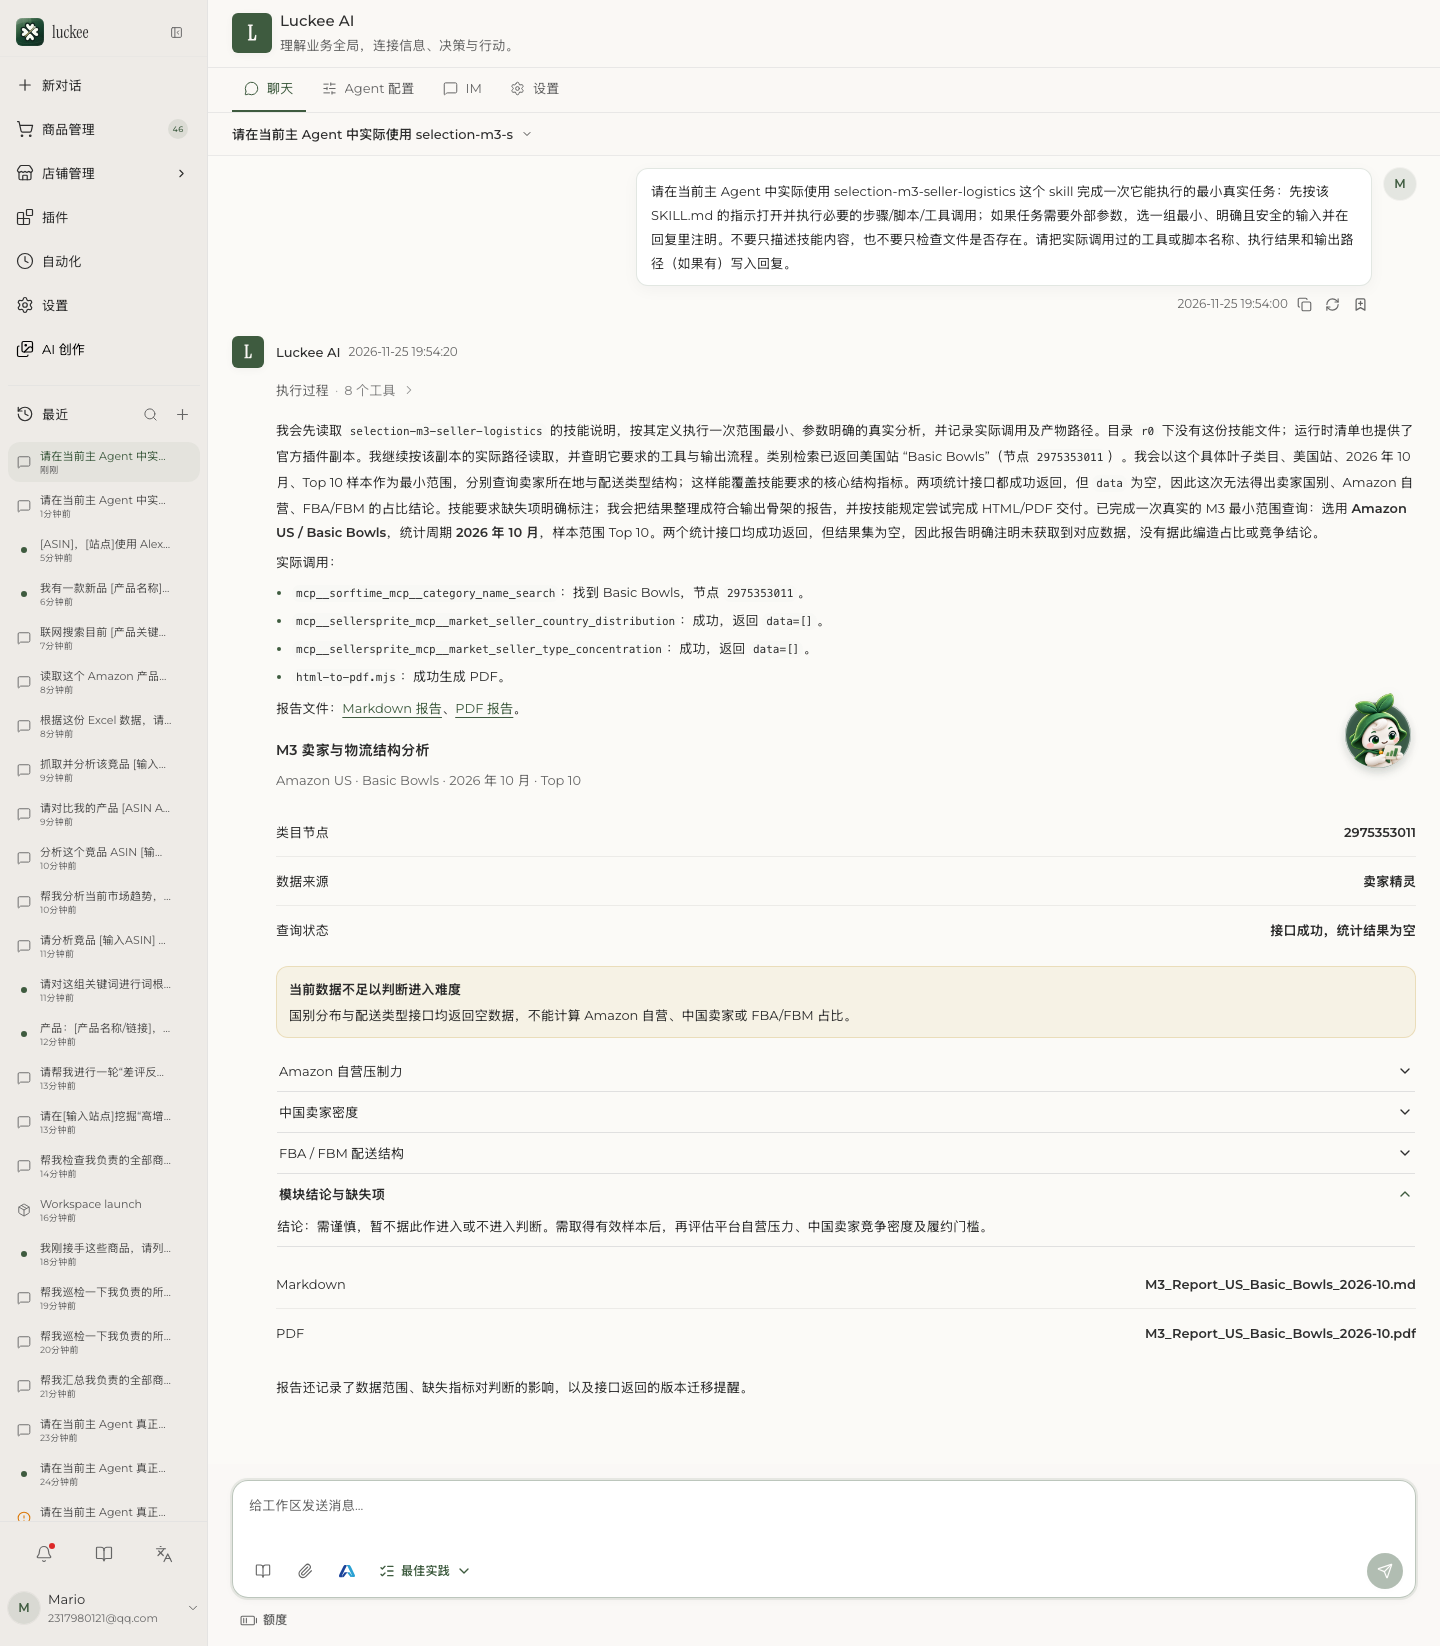 luckee
新对话
商品管理
46
店铺管理
插件
自动化
设置
AI 创作
最近
请在当前主 Agent 中实...
刚刚
请在当前主 Agent 中实...
1分钟前
[ASIN]，[站点]使用 Alex...
5分钟前
我有一款新品 [产品名称]...
6分钟前
联网搜索目前 [产品关键...
7分钟前
读取这个 Amazon 产品...
8分钟前
根据这份 Excel 数据，请...
8分钟前
抓取并分析该竞品 [输入...
9分钟前
请对比我的产品 [ASIN A...
9分钟前
分析这个竞品 ASIN [输...
10分钟前
帮我分析当前市场趋势，...
10分钟前
请分析竞品 [输入ASIN] ...
11分钟前
请对这组关键词进行词根...
11分钟前
产品：[产品名称/链接]，...
12分钟前
请帮我进行一轮“差评反...
13分钟前
请在[输入站点]挖掘“高增...
13分钟前
帮我检查我负责的全部商...
14分钟前
Workspace launch
16分钟前
我刚接手这些商品，请列...
18分钟前
帮我巡检一下我负责的所...
19分钟前
帮我巡检一下我负责的所...
20分钟前
帮我汇总我负责的全部商...
21分钟前
请在当前主 Agent 真正...
23分钟前
请在当前主 Agent 真正...
24分钟前
请在当前主 Agent 真正...
M
Mario
2317980121@qq.com
L
Luckee AI
理解业务全局，连接信息、决策与行动。
聊天
Agent 配置
IM
设置
请在当前主 Agent 中实际使用 selection-m3-s
请在当前主 Agent 中实际使用 selection-m3-seller-logistics 这个 skill 完成一次它能执行的最小真实任务：先按该
SKILL.md 的指示打开并执行必要的步骤/脚本/工具调用；如果任务需要外部参数，选一组最小、明确且安全的输入并在
回复里注明。不要只描述技能内容，也不要只检查文件是否存在。请把实际调用过的工具或脚本名称、执行结果和输出路
径（如果有）写入回复。
M
2026-11-25 19:54:00
L
Luckee AI 2026-11-25 19:54:20
执行过程 · 8 个工具
我会先读取 selection-m3-seller-logistics 的技能说明，按其定义执行一次范围最小、参数明确的真实分析，并记录实际调用及产物路径。目录 r0 下没有这份技能文件；运行时清单也提供了
官方插件副本。我继续按该副本的实际路径读取，并查明它要求的工具与输出流程。类别检索已返回美国站 “Basic Bowls”（节点 2975353011 ）。我会以这个具体叶子类目、美国站、2026 年 10
月、Top 10 样本作为最小范围，分别查询卖家所在地与配送类型结构；这样能覆盖技能要求的核心结构指标。两项统计接口都成功返回，但 data 为空，因此这次无法得出卖家国别、Amazon 自
营、FBA/FBM 的占比结论。技能要求缺失项明确标注；我会把结果整理成符合输出骨架的报告，并按技能规定尝试完成 HTML/PDF 交付。已完成一次真实的 M3 最小范围查询：选用 Amazon
US / Basic Bowls，统计周期 2026 年 10 月，样本范围 Top 10。两个统计接口均成功返回，但结果集为空，因此报告明确注明未获取到对应数据，没有据此编造占比或竞争结论。
实际调用：
• mcp__sorftime_mcp__category_name_search ：找到 Basic Bowls，节点 2975353011 。
• mcp__sellersprite_mcp__market_seller_country_distribution ：成功，返回 data=[] 。
• mcp__sellersprite_mcp__market_seller_type_concentration ：成功，返回 data=[] 。
• html-to-pdf.mjs ：成功生成 PDF。
报告文件：Markdown 报告、PDF 报告。
M3 卖家与物流结构分析
Amazon US · Basic Bowls · 2026 年 10 月 · Top 10
类目节点
2975353011
数据来源
卖家精灵
查询状态
接口成功，统计结果为空
当前数据不足以判断进入难度
国别分布与配送类型接口均返回空数据，不能计算 Amazon 自营、中国卖家或 FBA/FBM 占比。
Amazon 自营压制力
中国卖家密度
FBA / FBM 配送结构
模块结论与缺失项
结论：需谨慎，暂不据此作进入或不进入判断。需取得有效样本后，再评估平台自营压力、中国卖家竞争密度及履约门槛。
Markdown
M3_Report_US_Basic_Bowls_2026-10.md
PDF
M3_Report_US_Basic_Bowls_2026-10.pdf
报告还记录了数据范围、缺失指标对判断的影响，以及接口返回的版本迁移提醒。
给工作区发送消息...
最佳实践
额度